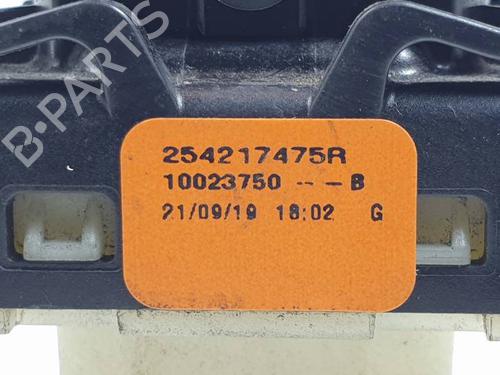 B-PARTS
254217475R
10023750 -- — B
21/09/19 18:02 G